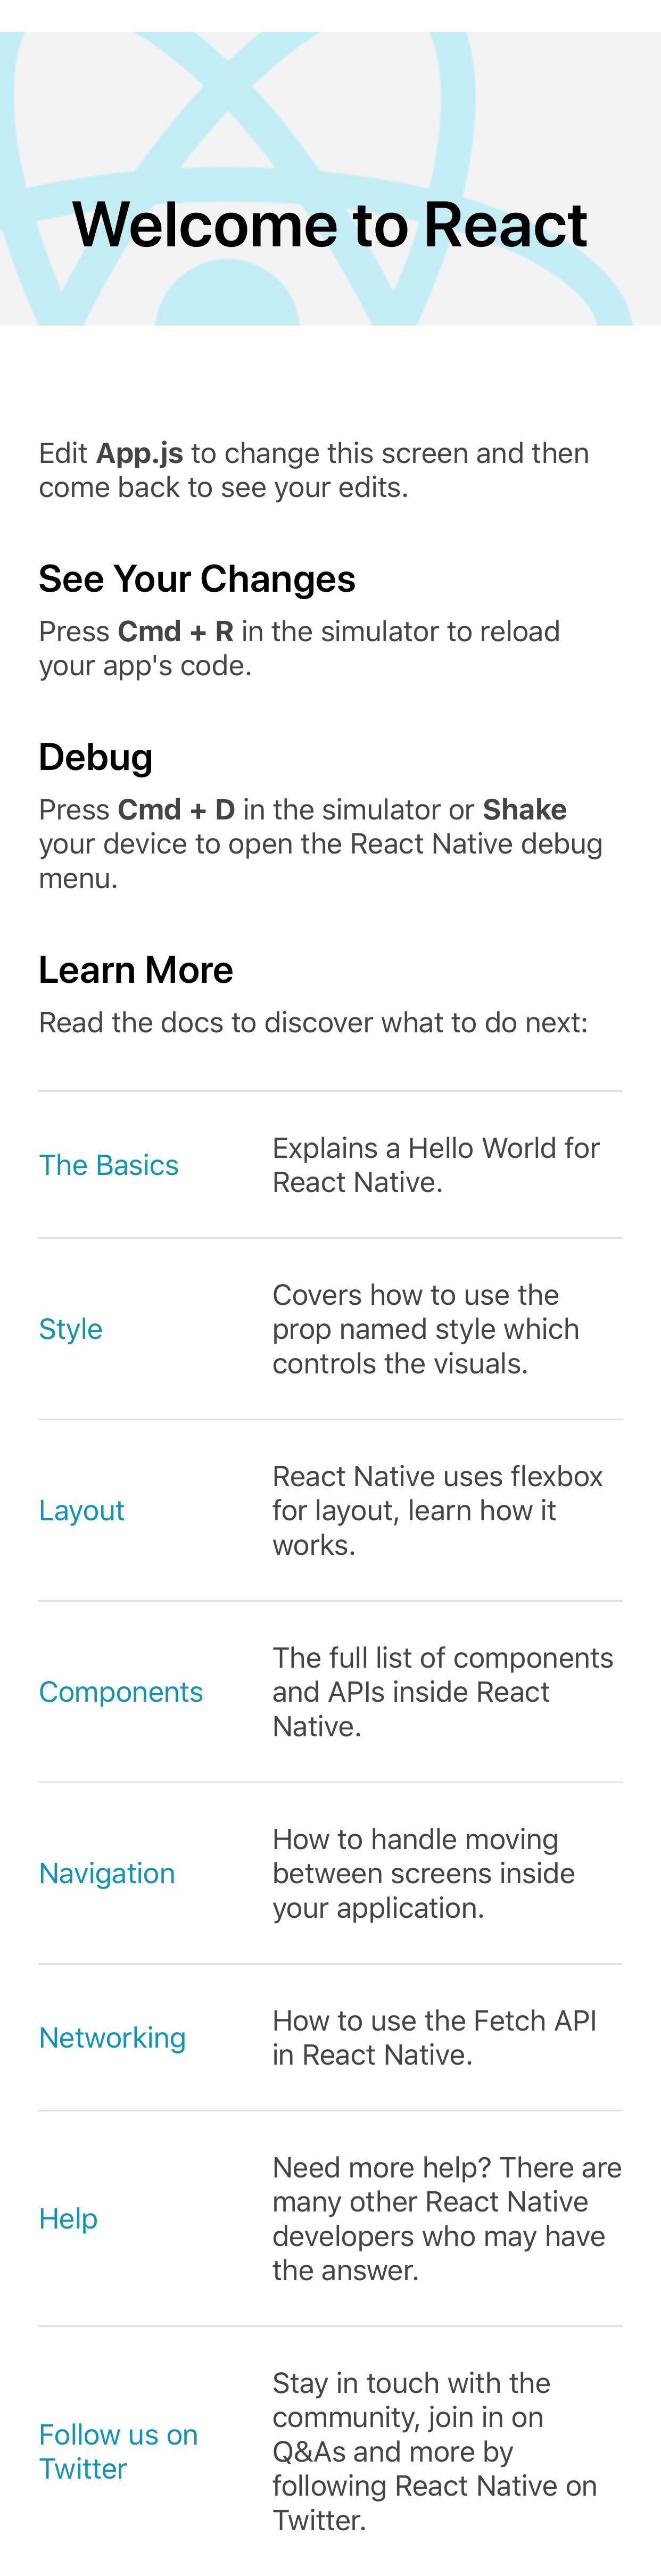 Welcome to React
Edit App.js to change this screen and then
come back to see your edits.
See Your Changes
Press Cmd + R in the simulator to reload
your app's code.
Debug
Press Cmd + D in the simulator or Shake
your device to open the React Native debug
menu.
Learn More
Read the docs to discover what to do next:
The Basics
Explains a Hello World for
React Native.
Style
Covers how to use the
prop named style which
controls the visuals.
Layout
React Native uses flexbox
for layout, learn how it
works.
Components
The full list of components
and APIs inside React
Native.
Navigation
How to handle moving
between screens inside
your application.
Networking
How to use the Fetch API
in React Native.
Help
Need more help? There are
many other React Native
developers who may have
the answer.
Follow us on
Twitter
Stay in touch with the
community, join in on
Q&As and more by
following React Native on
Twitter.